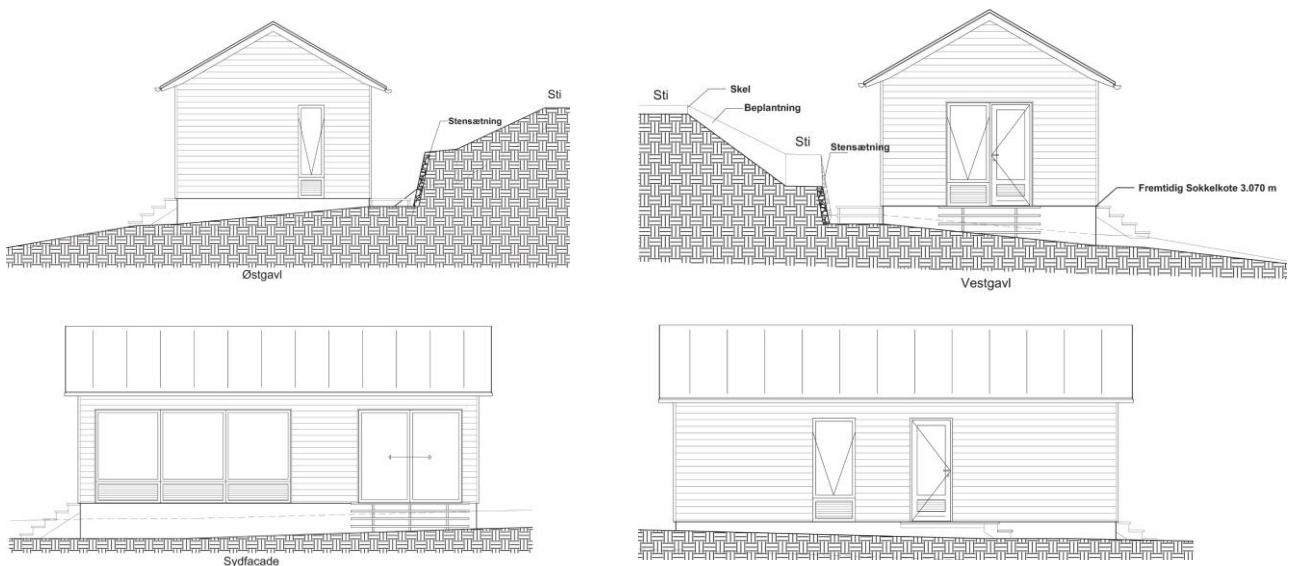 Sti
Stensætning
Østgavl
Sti
Skel
Beplantning
Sti
Stensætning
Fremtidig Sokkelkote 3.070 m
Vestgavl
Sydfacade